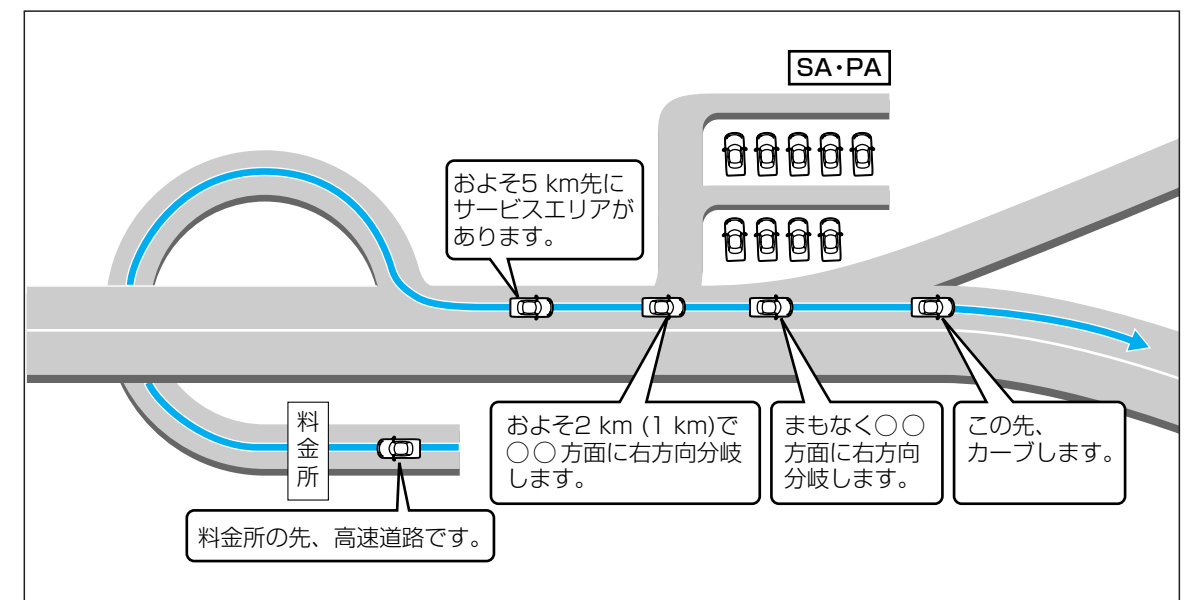 SA・PA
およそ5 km先に
サービスエリアが
あります。
およそ2 km (1 km)で
○○方面に右方向分岐
します。
まもなく○○
方面に右方向
分岐します。
この先、
カーブします。
料
金
所
料金所の先、高速道路です。